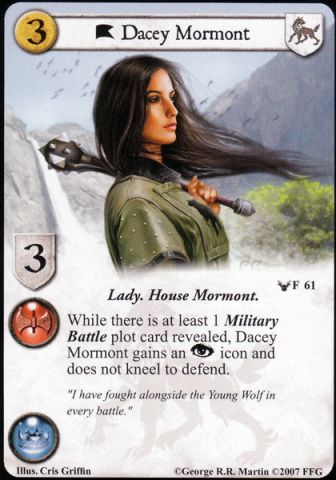 3
Dacey Mormont
3
F 61
Lady. House Mormont.
While there is at least 1 Military
Battle plot card revealed, Dacey
Mormont gains an icon and
does not kneel to defend.
"I have fought alongside the Young Wolf in
every battle."
Illus. Cris Griffin
©George R.R. Martin ©2007 FFG